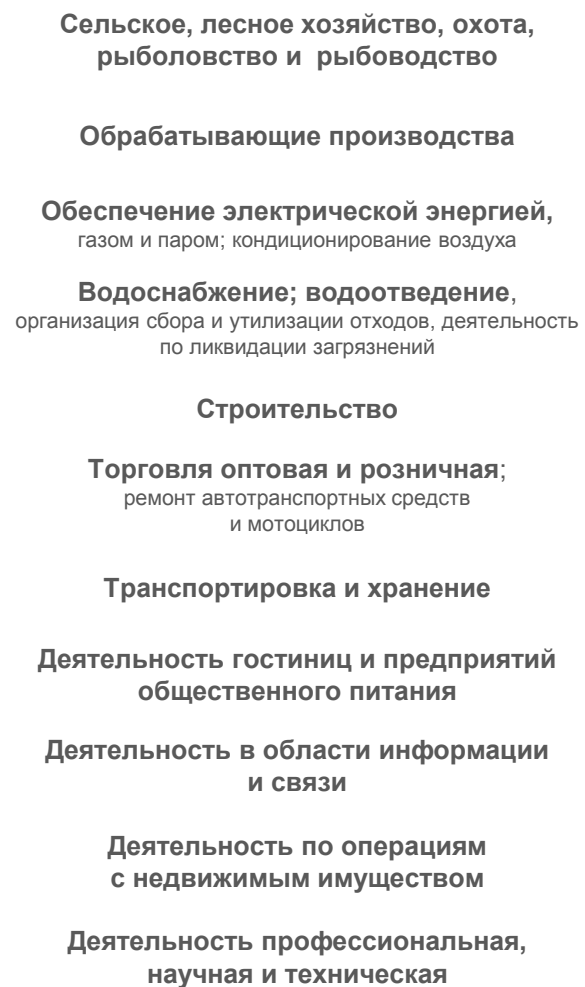 Сельское, лесное хозяйство, охота,
рыболовство и рыбоводство
Обрабатывающие производства
Обеспечение электрической энергией,
газом и паром; кондиционирование воздуха
Водоснабжение; водоотведение,
организация сбора и утилизации отходов, деятельность
по ликвидации загрязнений
Строительство
Торговля оптовая и розничная;
ремонт автотранспортных средств
и мотоциклов
Транспортировка и хранение
Деятельность гостиниц и предприятий
общественного питания
Деятельность в области информации
и связи
Деятельность по операциям
с недвижимым имуществом
Деятельность профессиональная,
научная и техническая